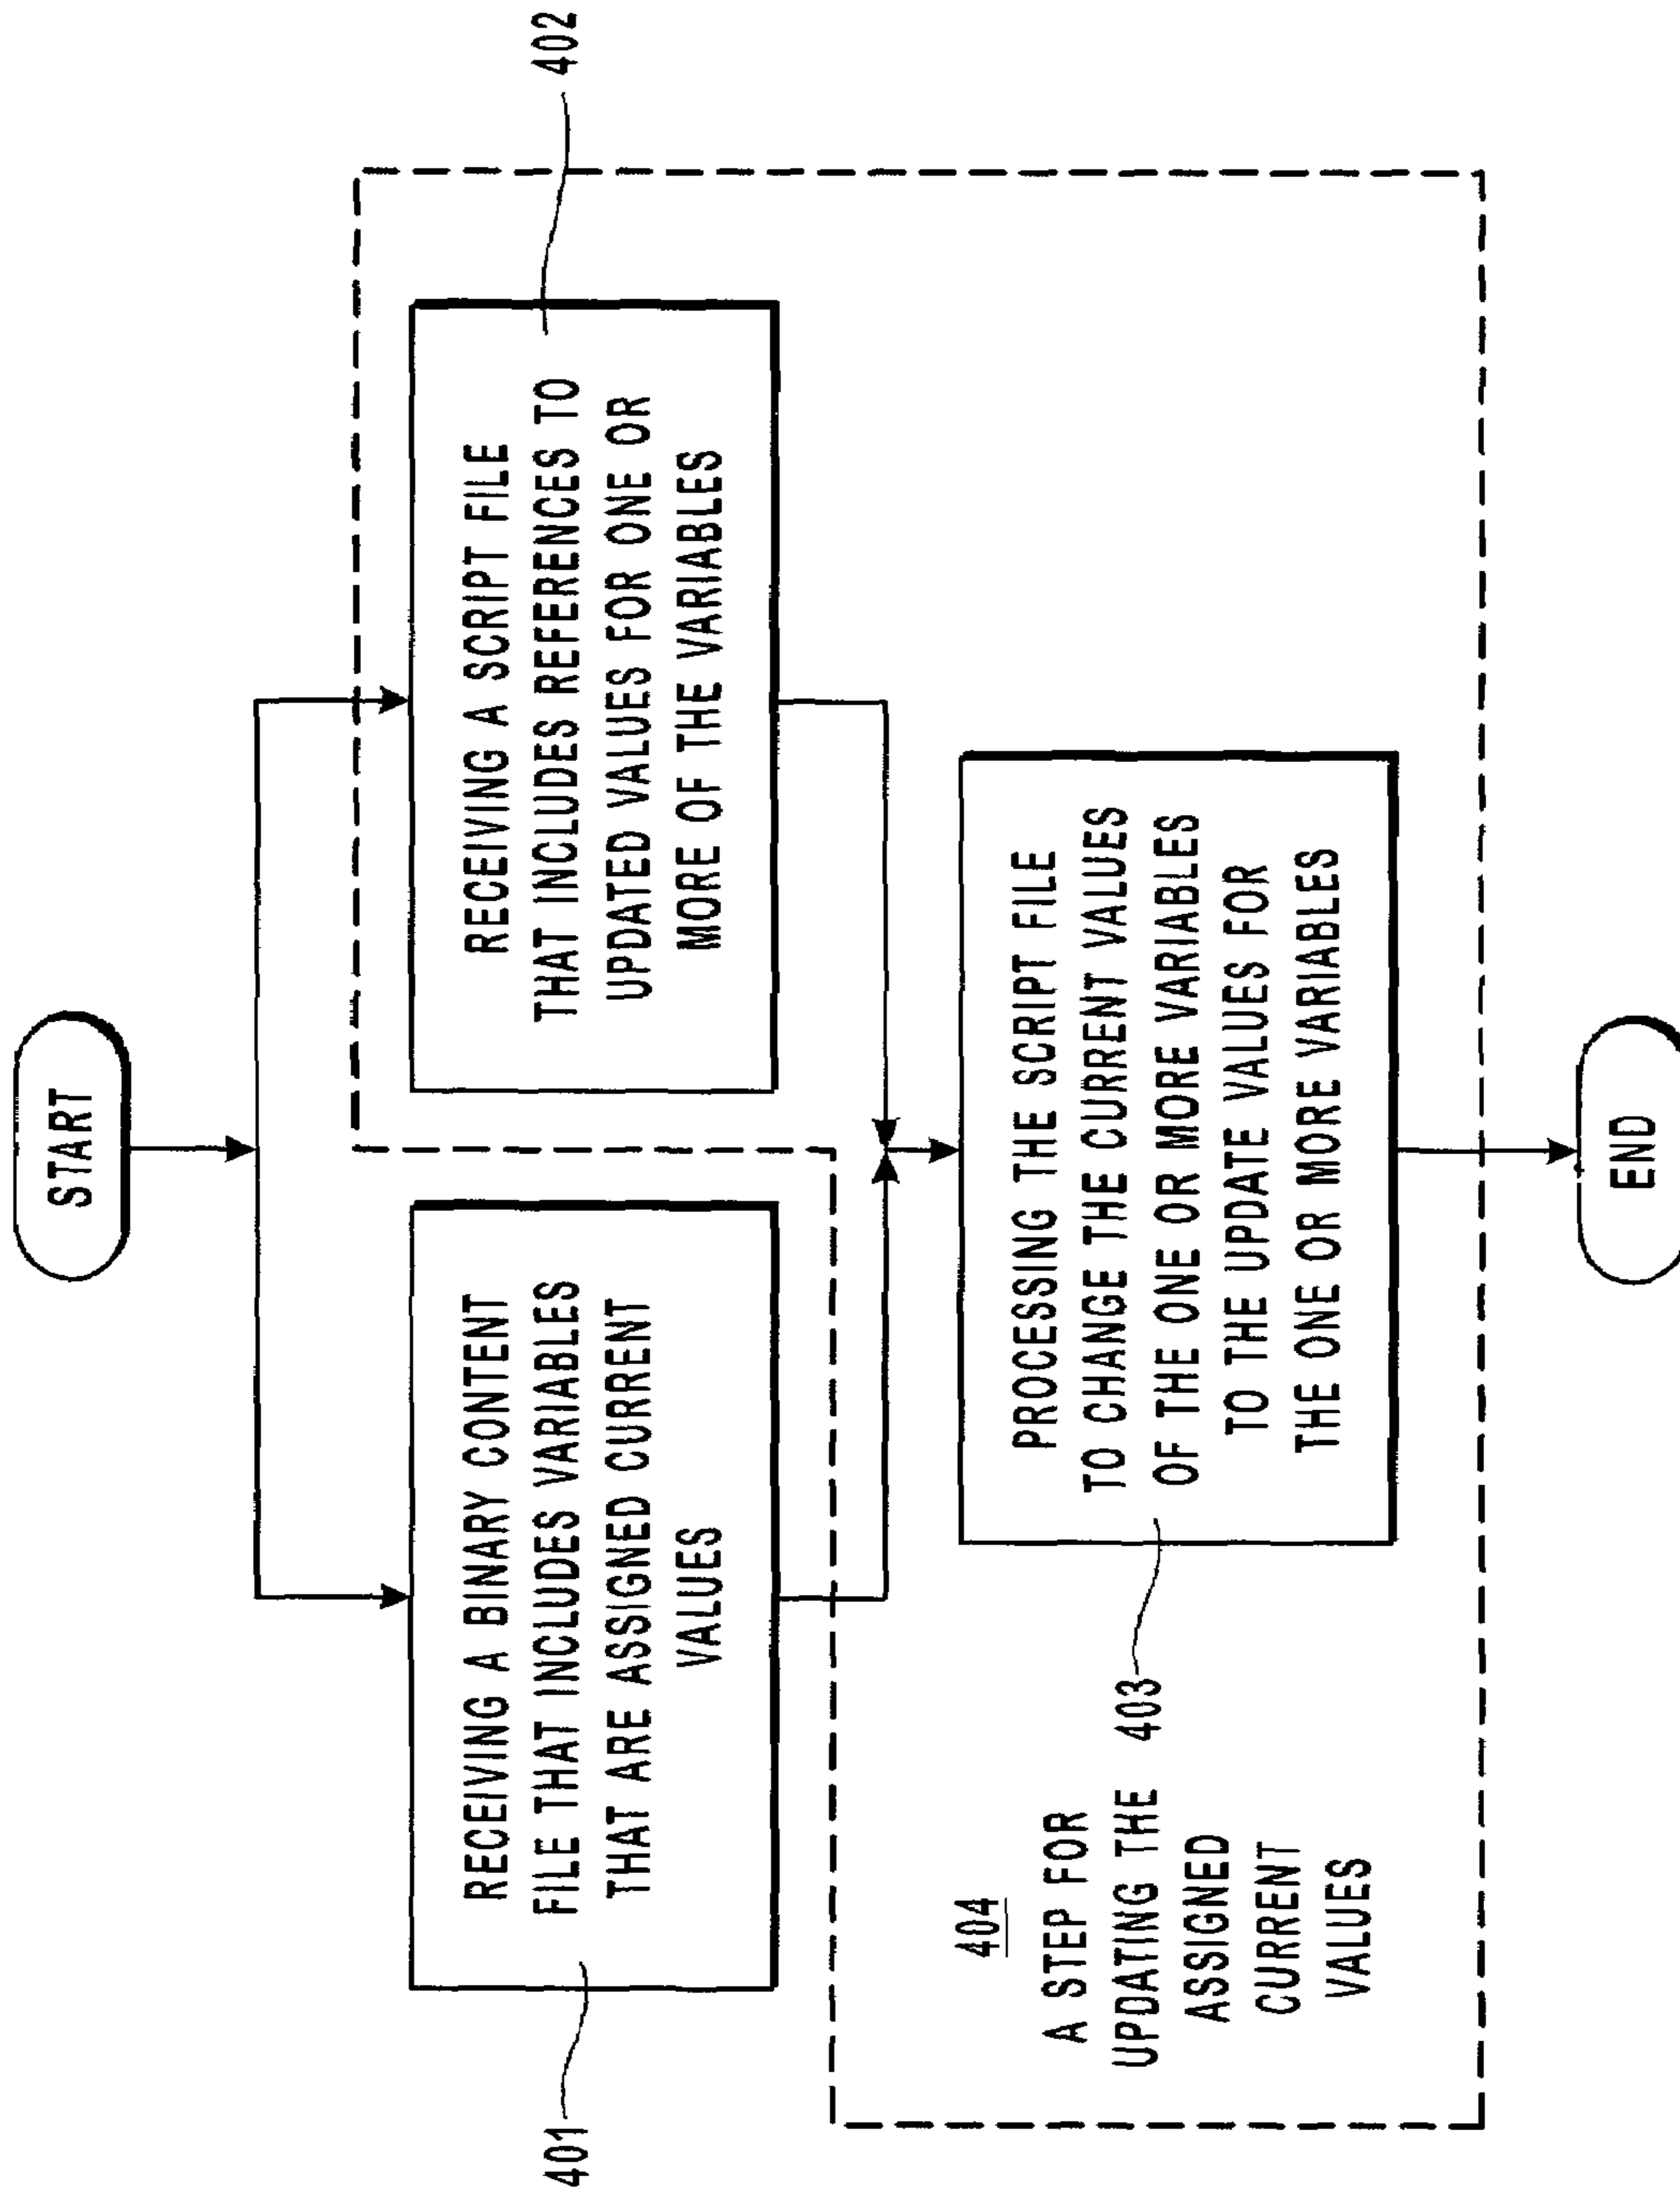 START
RECEIVING A BINARY CONTENT
FILE THAT INCLUDES VARIABLES
THAT ARE ASSIGNED CURRENT
VALUES
401
RECEIVING A SCRIPT FILE
THAT INCLUDES REFERENCES TO
UPDATED VALUES FOR ONE OR
MORE OF THE VARIABLES
402
PROCESSING THE SCRIPT FILE
TO CHANGE THE CURRENT VALUES
OF THE ONE OR MORE VARIABLES
TO THE UPDATE VALUES FOR
THE ONE OR MORE VARIABLES
403
404
A STEP FOR
UPDATING THE
ASSIGNED
CURRENT
VALUES
END